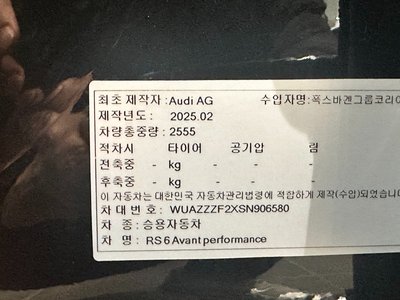 최초 제작자 : Audi AG 수입자명: 폭스바겐그룹코리아
제작년도 : 2025.02
차량총중량 : 2555
적차시 타이어 공기압 림
전축중 - kg - - -
후축중 - kg - - -
이 자동차는 대한민국 자동차관리법령에 적합하게 제작(수입)되었습니
차 대 번 호 : WUAZZZF2XSN906580
차 종 : 승용자동차
차 명 : RS 6 Avant performance